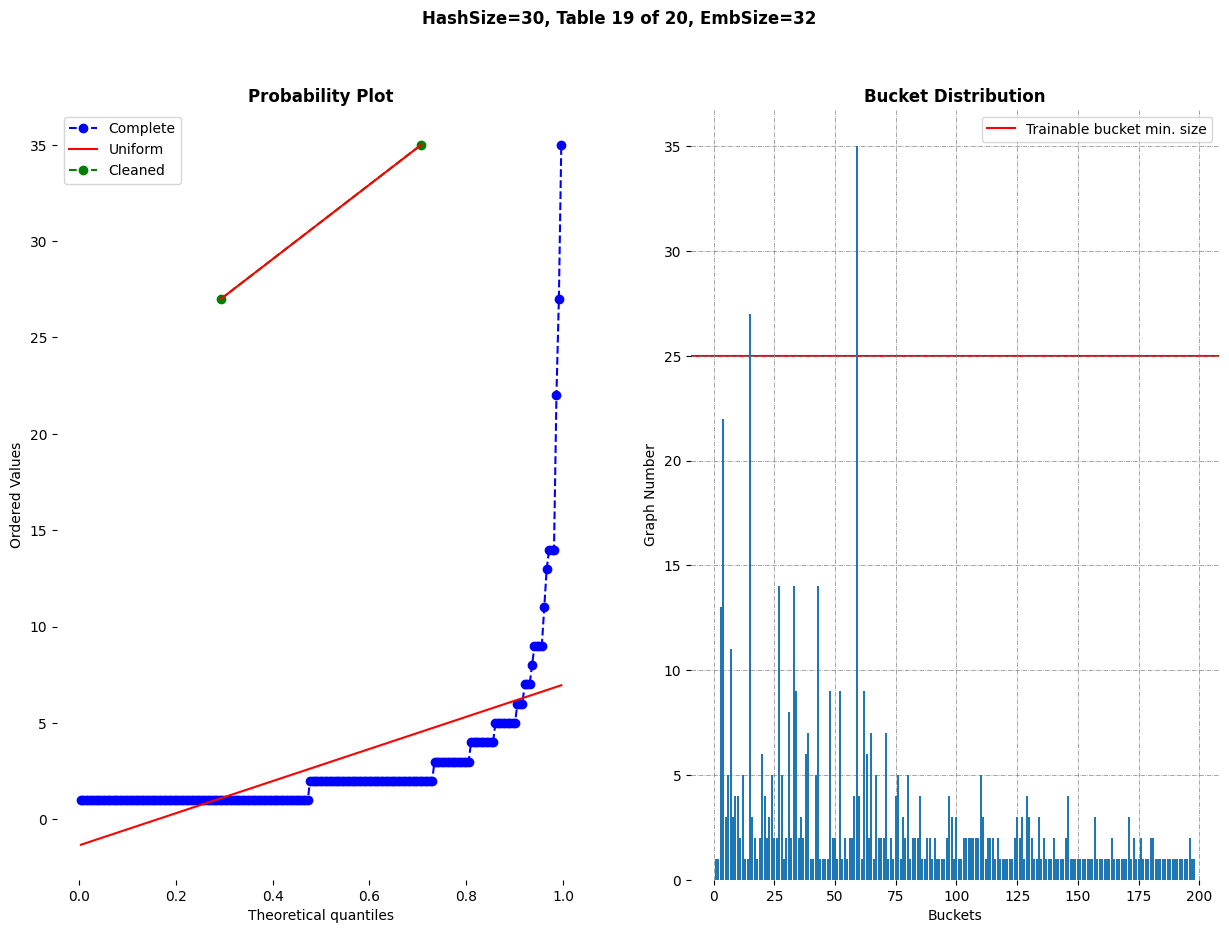 HashSize=30, Table 19 of 20, EmbSize=32
Probability Plot
Complete
Uniform
Cleaned
Ordered Values
35
30
25
20
15
10
5
0
0.0 0.2 0.4 0.6 0.8 1.0
Theoretical quantiles
Bucket Distribution
Trainable bucket min. size
Graph Number
35
30
25
20
15
10
5
0
0 25 50 75 100 125 150 175 200
Buckets